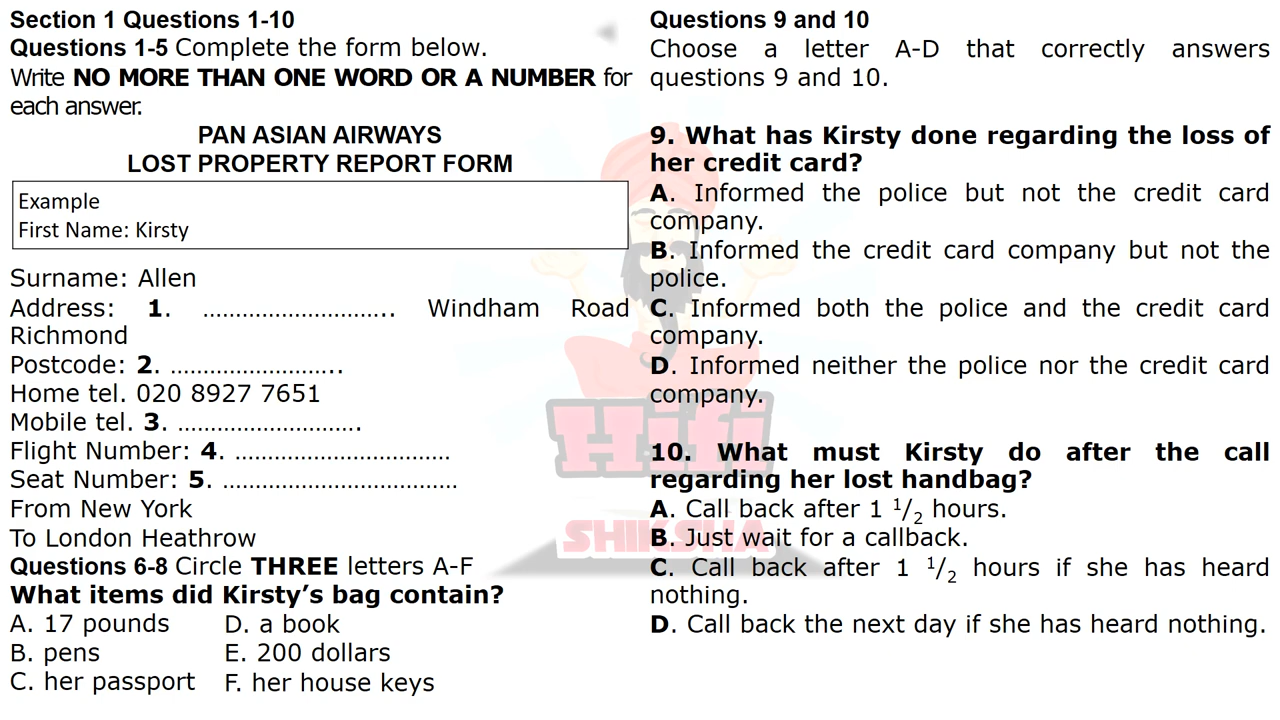 Section 1 Questions 1-10
Questions 1-5 Complete the form below.
Write NO MORE THAN ONE WORD OR A NUMBER for
each answer.
PAN ASIAN AIRWAYS
LOST PROPERTY REPORT FORM
Example
First Name: Kirsty
Surname: Allen
Address: 1. ……………………….. Windham Road
Richmond
Postcode: 2. ……………………..
Home tel. 020 8927 7651
Mobile tel. 3. ……………………….
Flight Number: 4. ……………………………
Seat Number: 5. ………………………………
From New York
To London Heathrow
Questions 6-8 Circle THREE letters A-F
What items did Kirsty’s bag contain?
A. 17 pounds D. a book
B. pens E. 200 dollars
C. her passport F. her house keys
Questions 9 and 10
Choose a letter A-D that correctly answers
questions 9 and 10.
9. What has Kirsty done regarding the loss of
her credit card?
A. Informed the police but not the credit card
company.
B. Informed the credit card company but not the
police.
C. Informed both the police and the credit card
company.
D. Informed neither the police nor the credit card
company.
10. What must Kirsty do after the call
regarding her lost handbag?
A. Call back after 1 1/2 hours.
B. Just wait for a callback.
C. Call back after 1 1/2 hours if she has heard
nothing.
D. Call back the next day if she has heard nothing.
Hifi
SHIKSHA